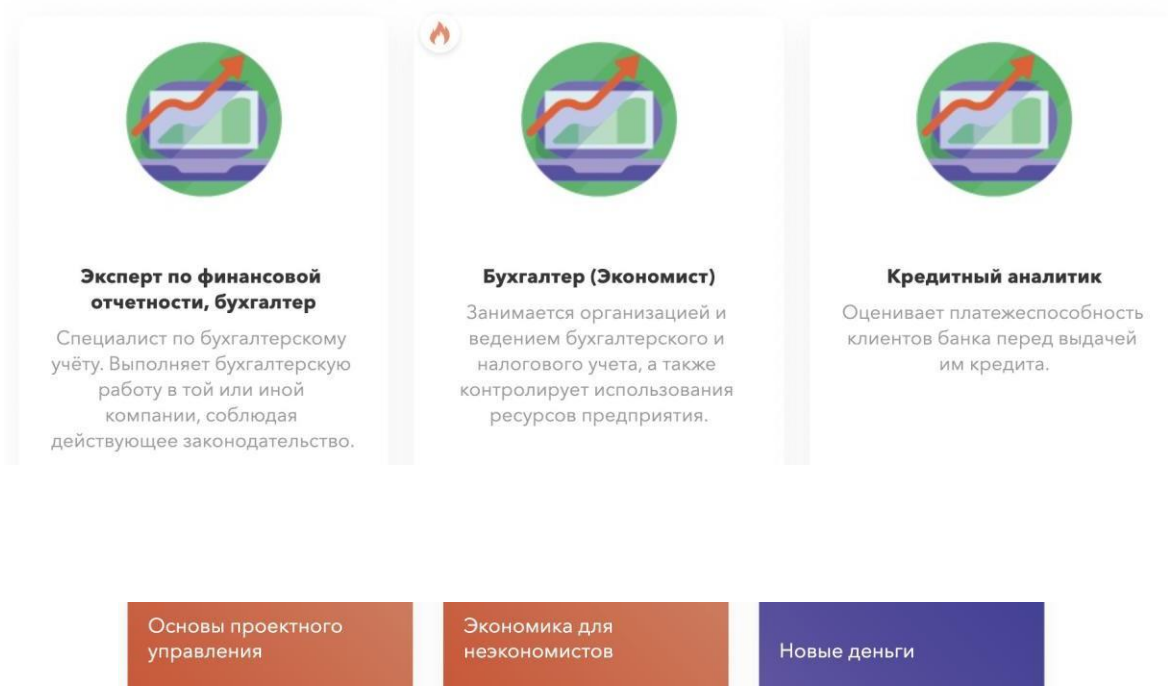 Эксперт по финансовой
отчетности, бухгалтер
Специалист по бухгалтерскому
учёту. Выполняет бухгалтерскую
работу в той или иной
компании, соблюдая
действующее законодательство.
Бухгалтер (Экономист)
Занимается организацией и
ведением бухгалтерского и
налогового учета, а также
контролирует использования
ресурсов предприятия.
Кредитный аналитик
Оценивает платежеспособность
клиентов банка перед выдачей
им кредита.
Основы проектного
управления
Экономика для
неэкономистов
Новые деньги